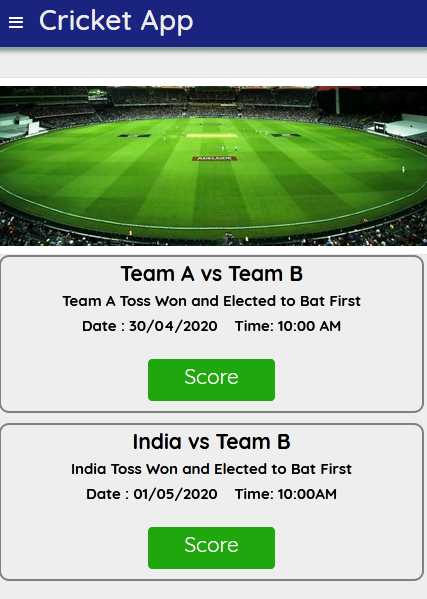 Cricket App
ADELAIDE
Team A vs Team B
Team A Toss Won and Elected to Bat First
Date : 30/04/2020 Time: 10:00 AM
Score
India vs Team B
India Toss Won and Elected to Bat First
Date : 01/05/2020 Time: 10:00AM
Score